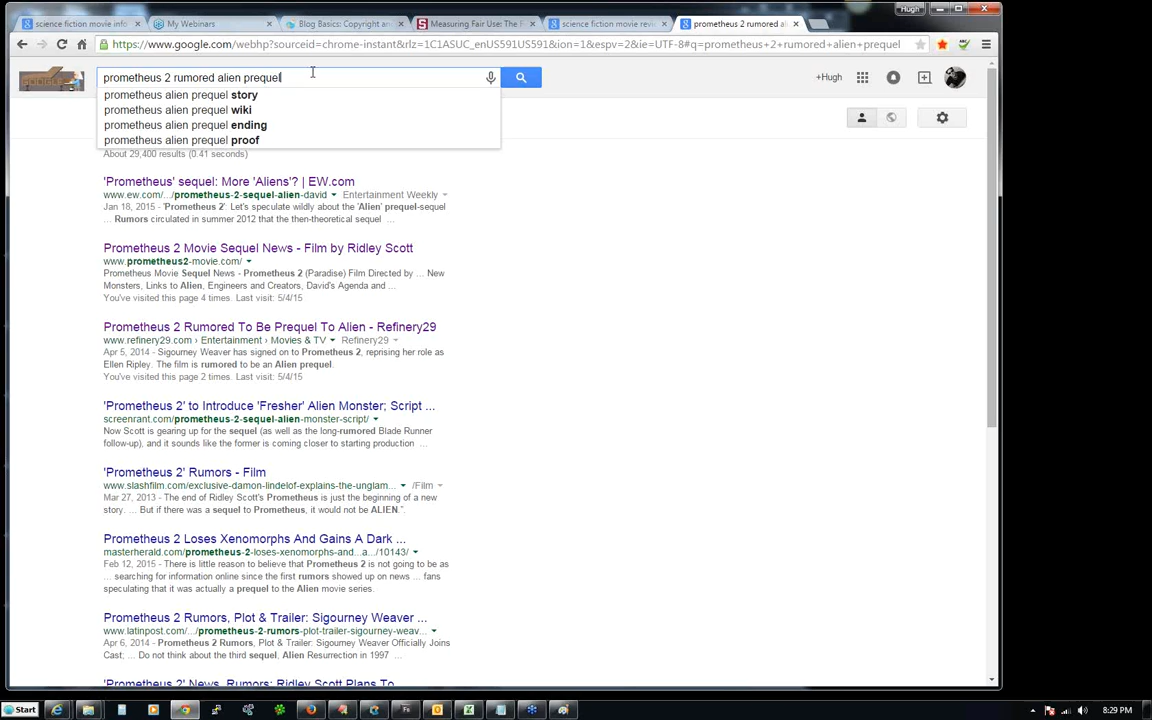 Hugh
science fiction movie info
My Webinars
Blog Basics: Copyright and
Measuring Fair Use: The F
science fiction movie revie
prometheus 2 rumored ali
https://www.google.com/webhp?sourceid=chrome-instant&rlz=1C1ASUC_enUS591US591&ion=1&espv=2&ie=UTF-8#q=prometheus+2+rumored+alien+prequel
prometheus 2 rumored alien prequel
+Hugh
prometheus alien prequel story
prometheus alien prequel wiki
prometheus alien prequel ending
prometheus alien prequel proof
About 29,400 results (0.41 seconds)
'Prometheus' sequel: More 'Aliens'? | EW.com
www.ew.com/.../prometheus-2-sequel-alien-david Entertainment Weekly
Jan 18, 2015 - 'Prometheus 2': Let's speculate wildly about the 'Alien' prequel-sequel
... Rumors circulated in summer 2012 that the then-theoretical sequel ...
Prometheus 2 Movie Sequel News - Film by Ridley Scott
www.prometheus2-movie.com/
Prometheus Movie Sequel News - Prometheus 2 (Paradise) Film Directed by ... New
Monsters, Links to Alien, Engineers and Creators, David's Agenda and ...
You've visited this page 4 times. Last visit: 5/4/15
Prometheus 2 Rumored To Be Prequel To Alien - Refinery29
www.refinery29.com › Entertainment › Movies & TV Refinery29
Apr 5, 2014 - Sigourney Weaver has signed on to Prometheus 2, reprising her role as
Ellen Ripley. The film is rumored to be an Alien prequel.
You've visited this page 2 times. Last visit: 5/4/15
'Prometheus 2' to Introduce 'Fresher' Alien Monster; Script ...
screenrant.com/prometheus-2-sequel-alien-monster-script/
Now Scott is gearing up for the sequel (as well as the long-rumored Blade Runner
follow-up), and it sounds like the former is coming closer to starting production ...
'Prometheus 2' Rumors - Film
www.slashfilm.com/exclusive-damon-lindelof-explains-the-unglam... /Film
Mar 27, 2013 - The end of Ridley Scott's Prometheus is just the beginning of a new
story. ... But if there was a sequel to Prometheus, it would not be ALIEN.".
Prometheus 2 Loses Xenomorphs And Gains A Dark ...
masterherald.com/prometheus-2-loses-xenomorphs-and...a.../10143/
Feb 12, 2015 - There is little reason to believe that Prometheus 2 is not going to be as
... searching for information online since the first rumors showed up on news ... fans
speculating that it was actually a prequel to the Alien movie series.
Prometheus 2 Rumors, Plot & Trailer: Sigourney Weaver ...
www.latinpost.com/.../prometheus-2-rumors-plot-trailer-sigourney-weav...
Apr 6, 2014 - Prometheus 2 Rumors, Plot & Trailer: Sigourney Weaver Officially Joins
Cast; ... Do not think about the third sequel, Alien Resurrection in 1997 ...
'Prometheus 2' News, Rumors: Ridley Scott Plans To
Start
8:29 PM